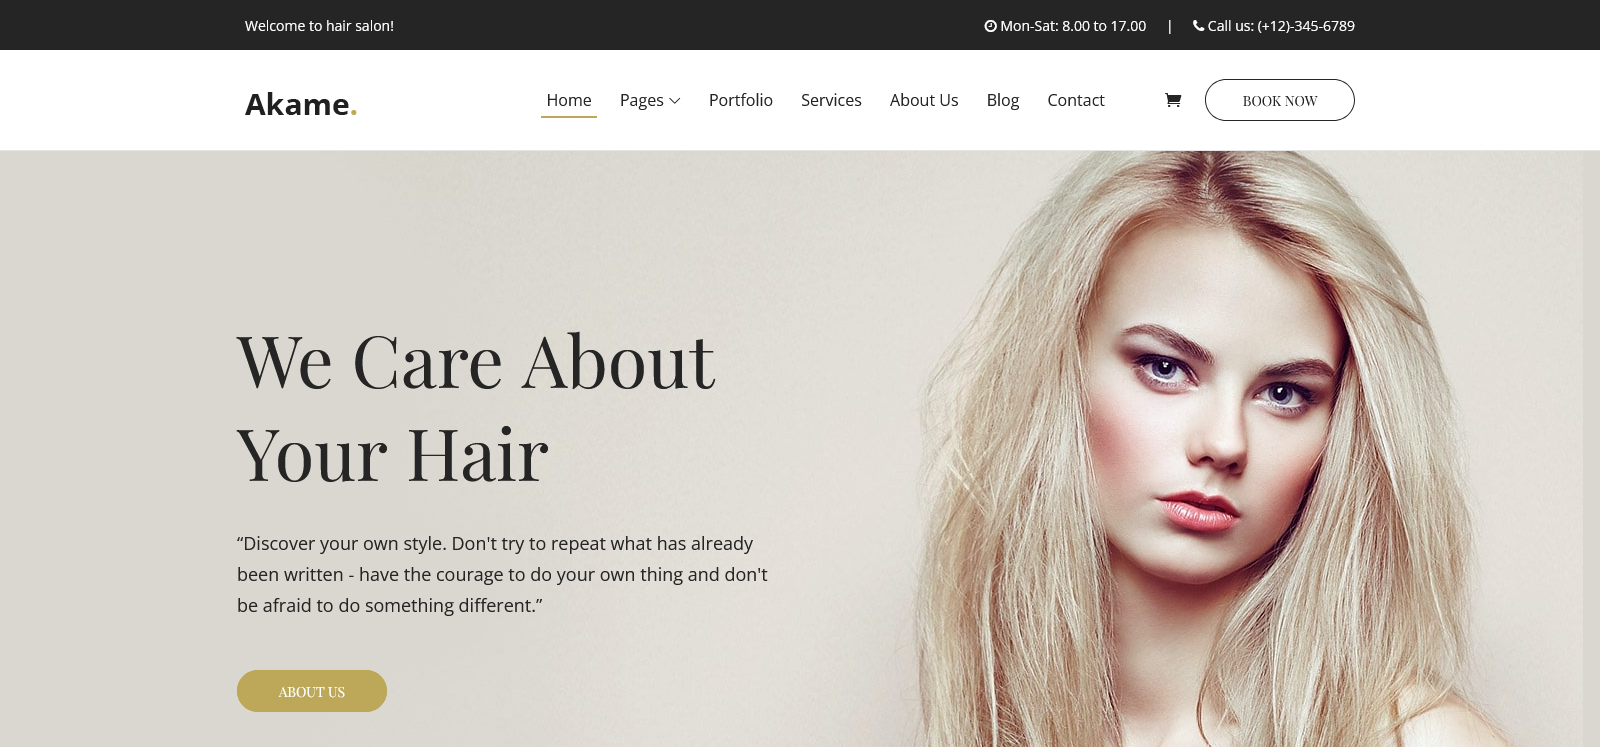 Welcome to hair salon!
Mon-Sat: 8.00 to 17.00 | Call us: (+12)-345-6789
Akame.
Home Pages Portfolio Services About Us Blog Contact
BOOK NOW
We Care About
Your Hair
“Discover your own style. Don't try to repeat what has already
been written - have the courage to do your own thing and don't
be afraid to do something different.”
ABOUT US